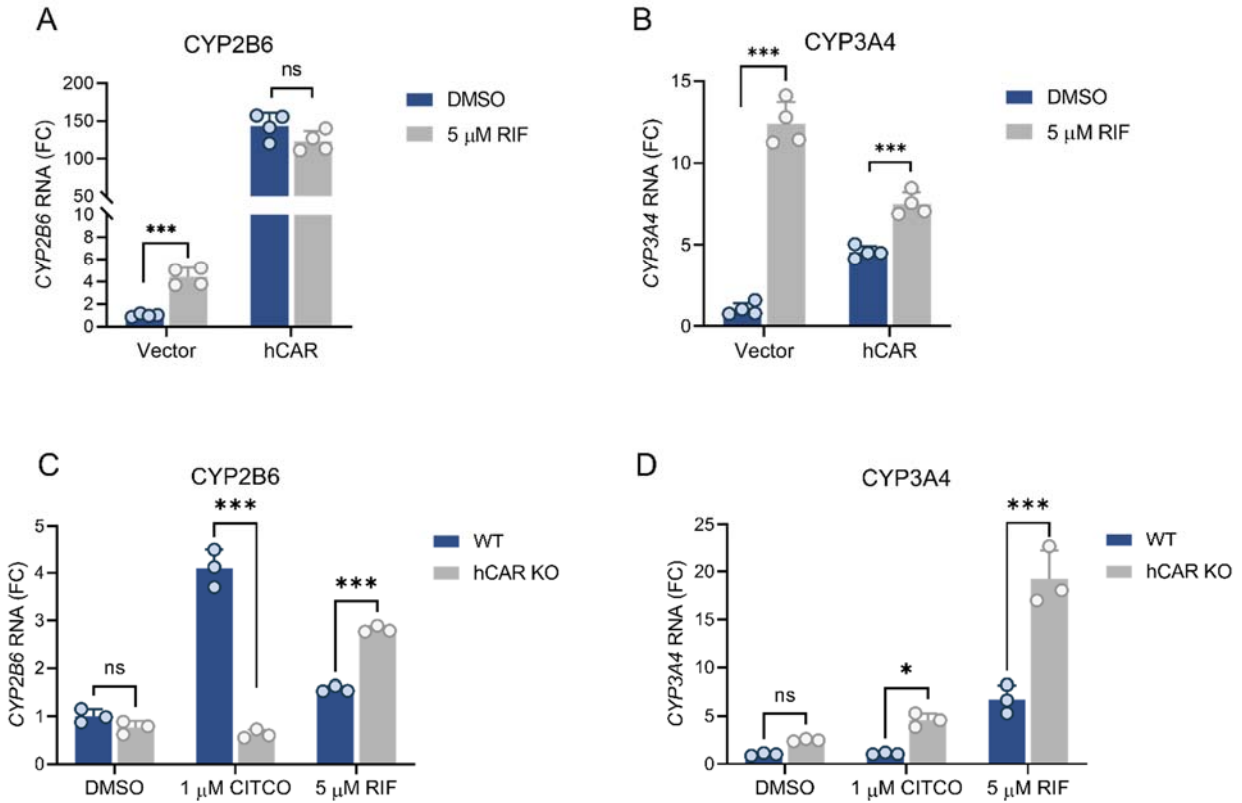 A
CYP2B6
CYP2B6 RNA (FC)
200
150
100
50
10
8
6
4
2
0
***
ns
Vector
hCAR
DMSO
5 μM RIF
B
CYP3A4
CYP3A4 RNA (FC)
15
10
5
0
***
***
Vector
hCAR
DMSO
5 μM RIF
C
CYP2B6
CYP2B6 RNA (FC)
5
4
3
2
1
0
ns
***
***
DMSO
1 μM CITCO
5 μM RIF
WT
hCAR KO
D
CYP3A4
CYP3A4 RNA (FC)
25
20
15
10
5
0
ns
*
***
DMSO
1 μM CITCO
5 μM RIF
WT
hCAR KO